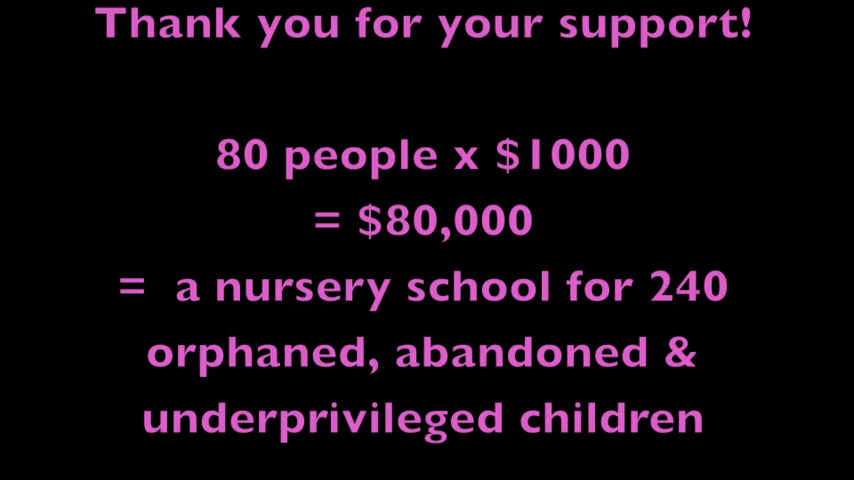 Thank you for your support!
80 people x $1000
= $80,000
= a nursery school for 240
orphaned, abandoned &
underprivileged children